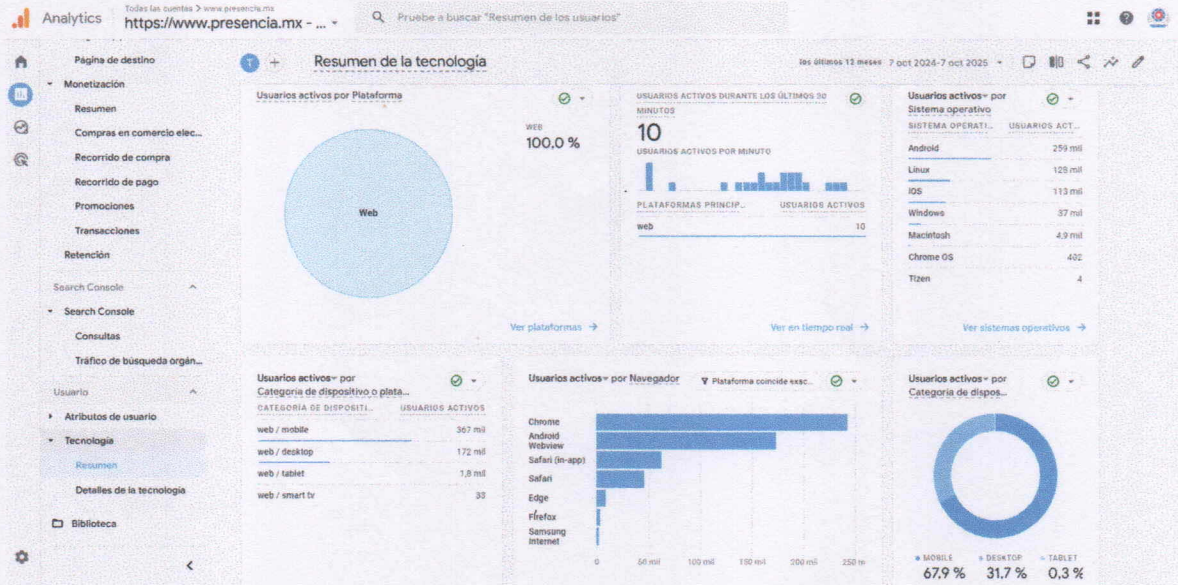 Analytics
Todas las cuentas > www.presencia.mx
https://www.presencia.mx - ...
Pruebe a buscar "Resumen de los usuarios"
Página de destino
Monetización
Resumen
Compras en comercio elec...
Recorrido de compra
Recorrido de pago
Promociones
Transacciones
Retención
Search Console
Search Console
Consultas
Tráfico de búsqueda orgán...
Usuario
Atributos de usuario
Tecnología
Resumen
Detalles de la tecnología
Biblioteca
T
Resumen de la tecnología
los últimos 12 meses 7 oct 2024-7 oct 2025
Usuarios activos por Plataforma
Web
WEB
100,0 %
Ver plataformas
USUARIOS ACTIVOS DURANTE LOS ÚLTIMOS 30
MINUTOS
10
USUARIOS ACTIVOS POR MINUTO
PLATAFORMAS PRINCIP... USUARIOS ACTIVOS
web 10
Ver en tiempo real
Usuarios activos por
Sistema operativo
SISTEMA OPERATI... USUARIOS ACT...
Android 259 mil
Linux 128 mil
iOS 113 mil
Windows 37 mil
Macintosh 4,9 mil
Chrome OS 402
Tizen 4
Ver sistemas operativos
Usuarios activos por
Categoría de dispositivo o plata...
CATEGORÍA DE DISPOSITI... USUARIOS ACTIVOS
web / mobile 367 mil
web / desktop 172 mil
web / tablet 1,8 mil
web / smart tv 33
Usuarios activos por Navegador
Plataforma coincide exac...
Chrome
Android
Webview
Safari (in-app)
Safari
Edge
Firefox
Samsung
Internet
0 50 mil 100 mil 150 mil 200 mil 250 m
Usuarios activos por
Categoría de dispos...
MOBILE DESKTOP TABLET
67,9 % 31,7 % 0,3 %